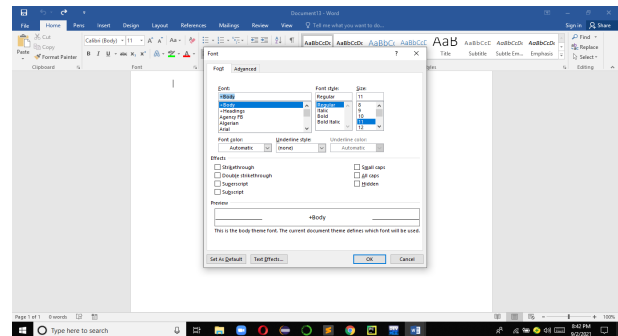 Document13 - Word
File Home Pens Insert Design Layout References Mailings Review View Tell me what you want to do... Sign in Share
Paste Cut Copy Format Painter
Calibri (Body) 11
AaBbCcDc AaBbCcDc AaBbCc AaBbCcC AaB AaBbCcC AaBbCcDc AaBbCcDc
Title Subtitle Subtle Em... Emphasis
Find Replace Select
Clipboard Font Editing
Font ? ×
Font Advanced
Font: Font style: Size:
+Body Regular 11
+Body Regular 8
+Headings Italic 9
Agency FB Bold 10
Algerian Bold Italic 11
Arial 12
Font color: Underline style: Underline color:
Automatic (none) Automatic
Effects
Strikethrough Small caps
Double strikethrough All caps
Superscript Hidden
Subscript
Preview
+Body
This is the body theme font. The current document theme defines which font will be used.
Set As Default Text Effects... OK Cancel
Page 1 of 1 0 words 100%
Type here to search
8:42 PM
9/2/2021